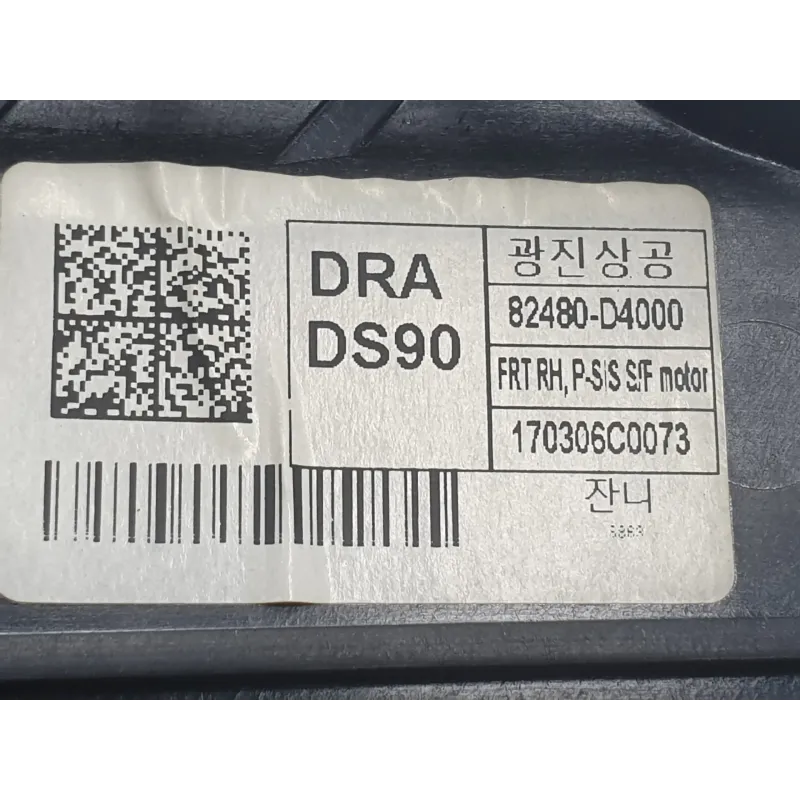 DRA
DS90
광진상공
82480-D4000
FRT RH, P-S/S S/F motor
170306C0073
잔니